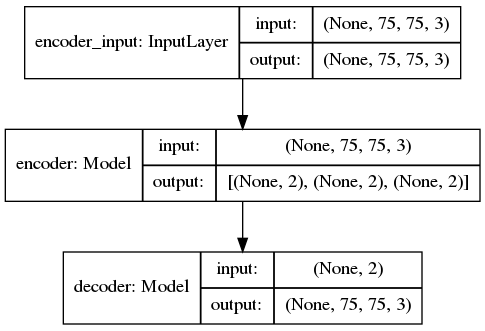 encoder_input: InputLayer
input:
(None, 75, 75, 3)
output:
(None, 75, 75, 3)
encoder: Model
input:
(None, 75, 75, 3)
output:
[(None, 2), (None, 2), (None, 2)]
decoder: Model
input:
(None, 2)
output:
(None, 75, 75, 3)